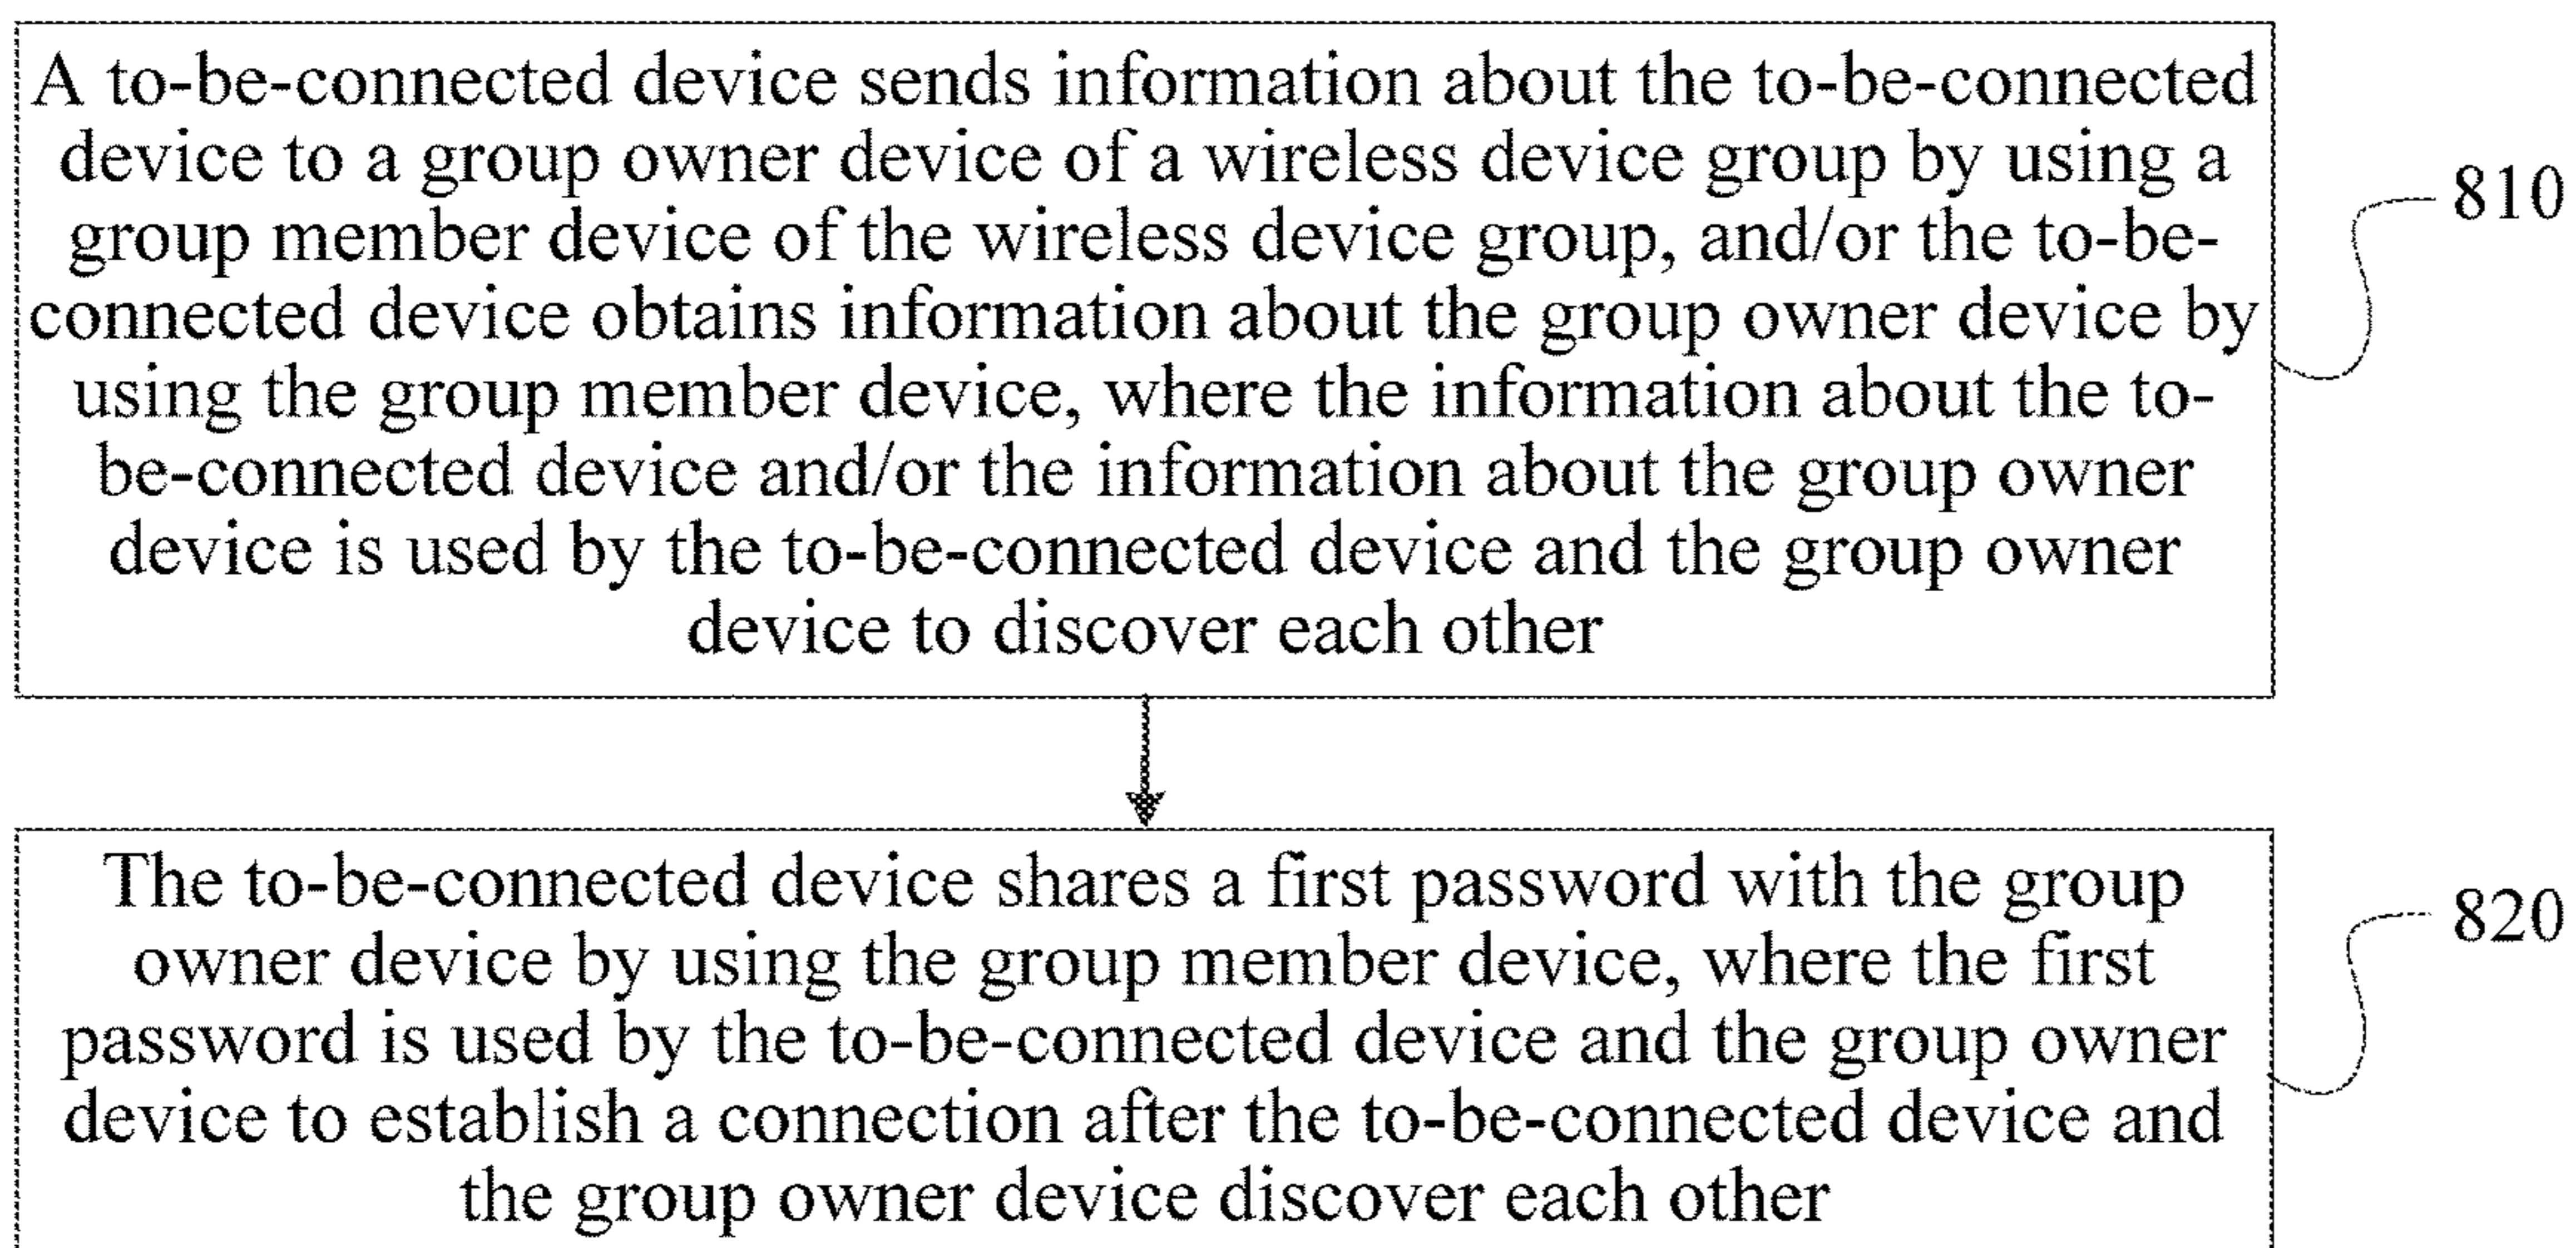 A to-be-connected device sends information about the to-be-connected
device to a group owner device of a wireless device group by using a
group member device of the wireless device group, and/or the to-be-
connected device obtains information about the group owner device by
using the group member device, where the information about the to-
be-connected device and/or the information about the group owner
device is used by the to-be-connected device and the group owner
device to discover each other
810
The to-be-connected device shares a first password with the group
owner device by using the group member device, where the first
password is used by the to-be-connected device and the group owner
device to establish a connection after the to-be-connected device and
the group owner device discover each other
820